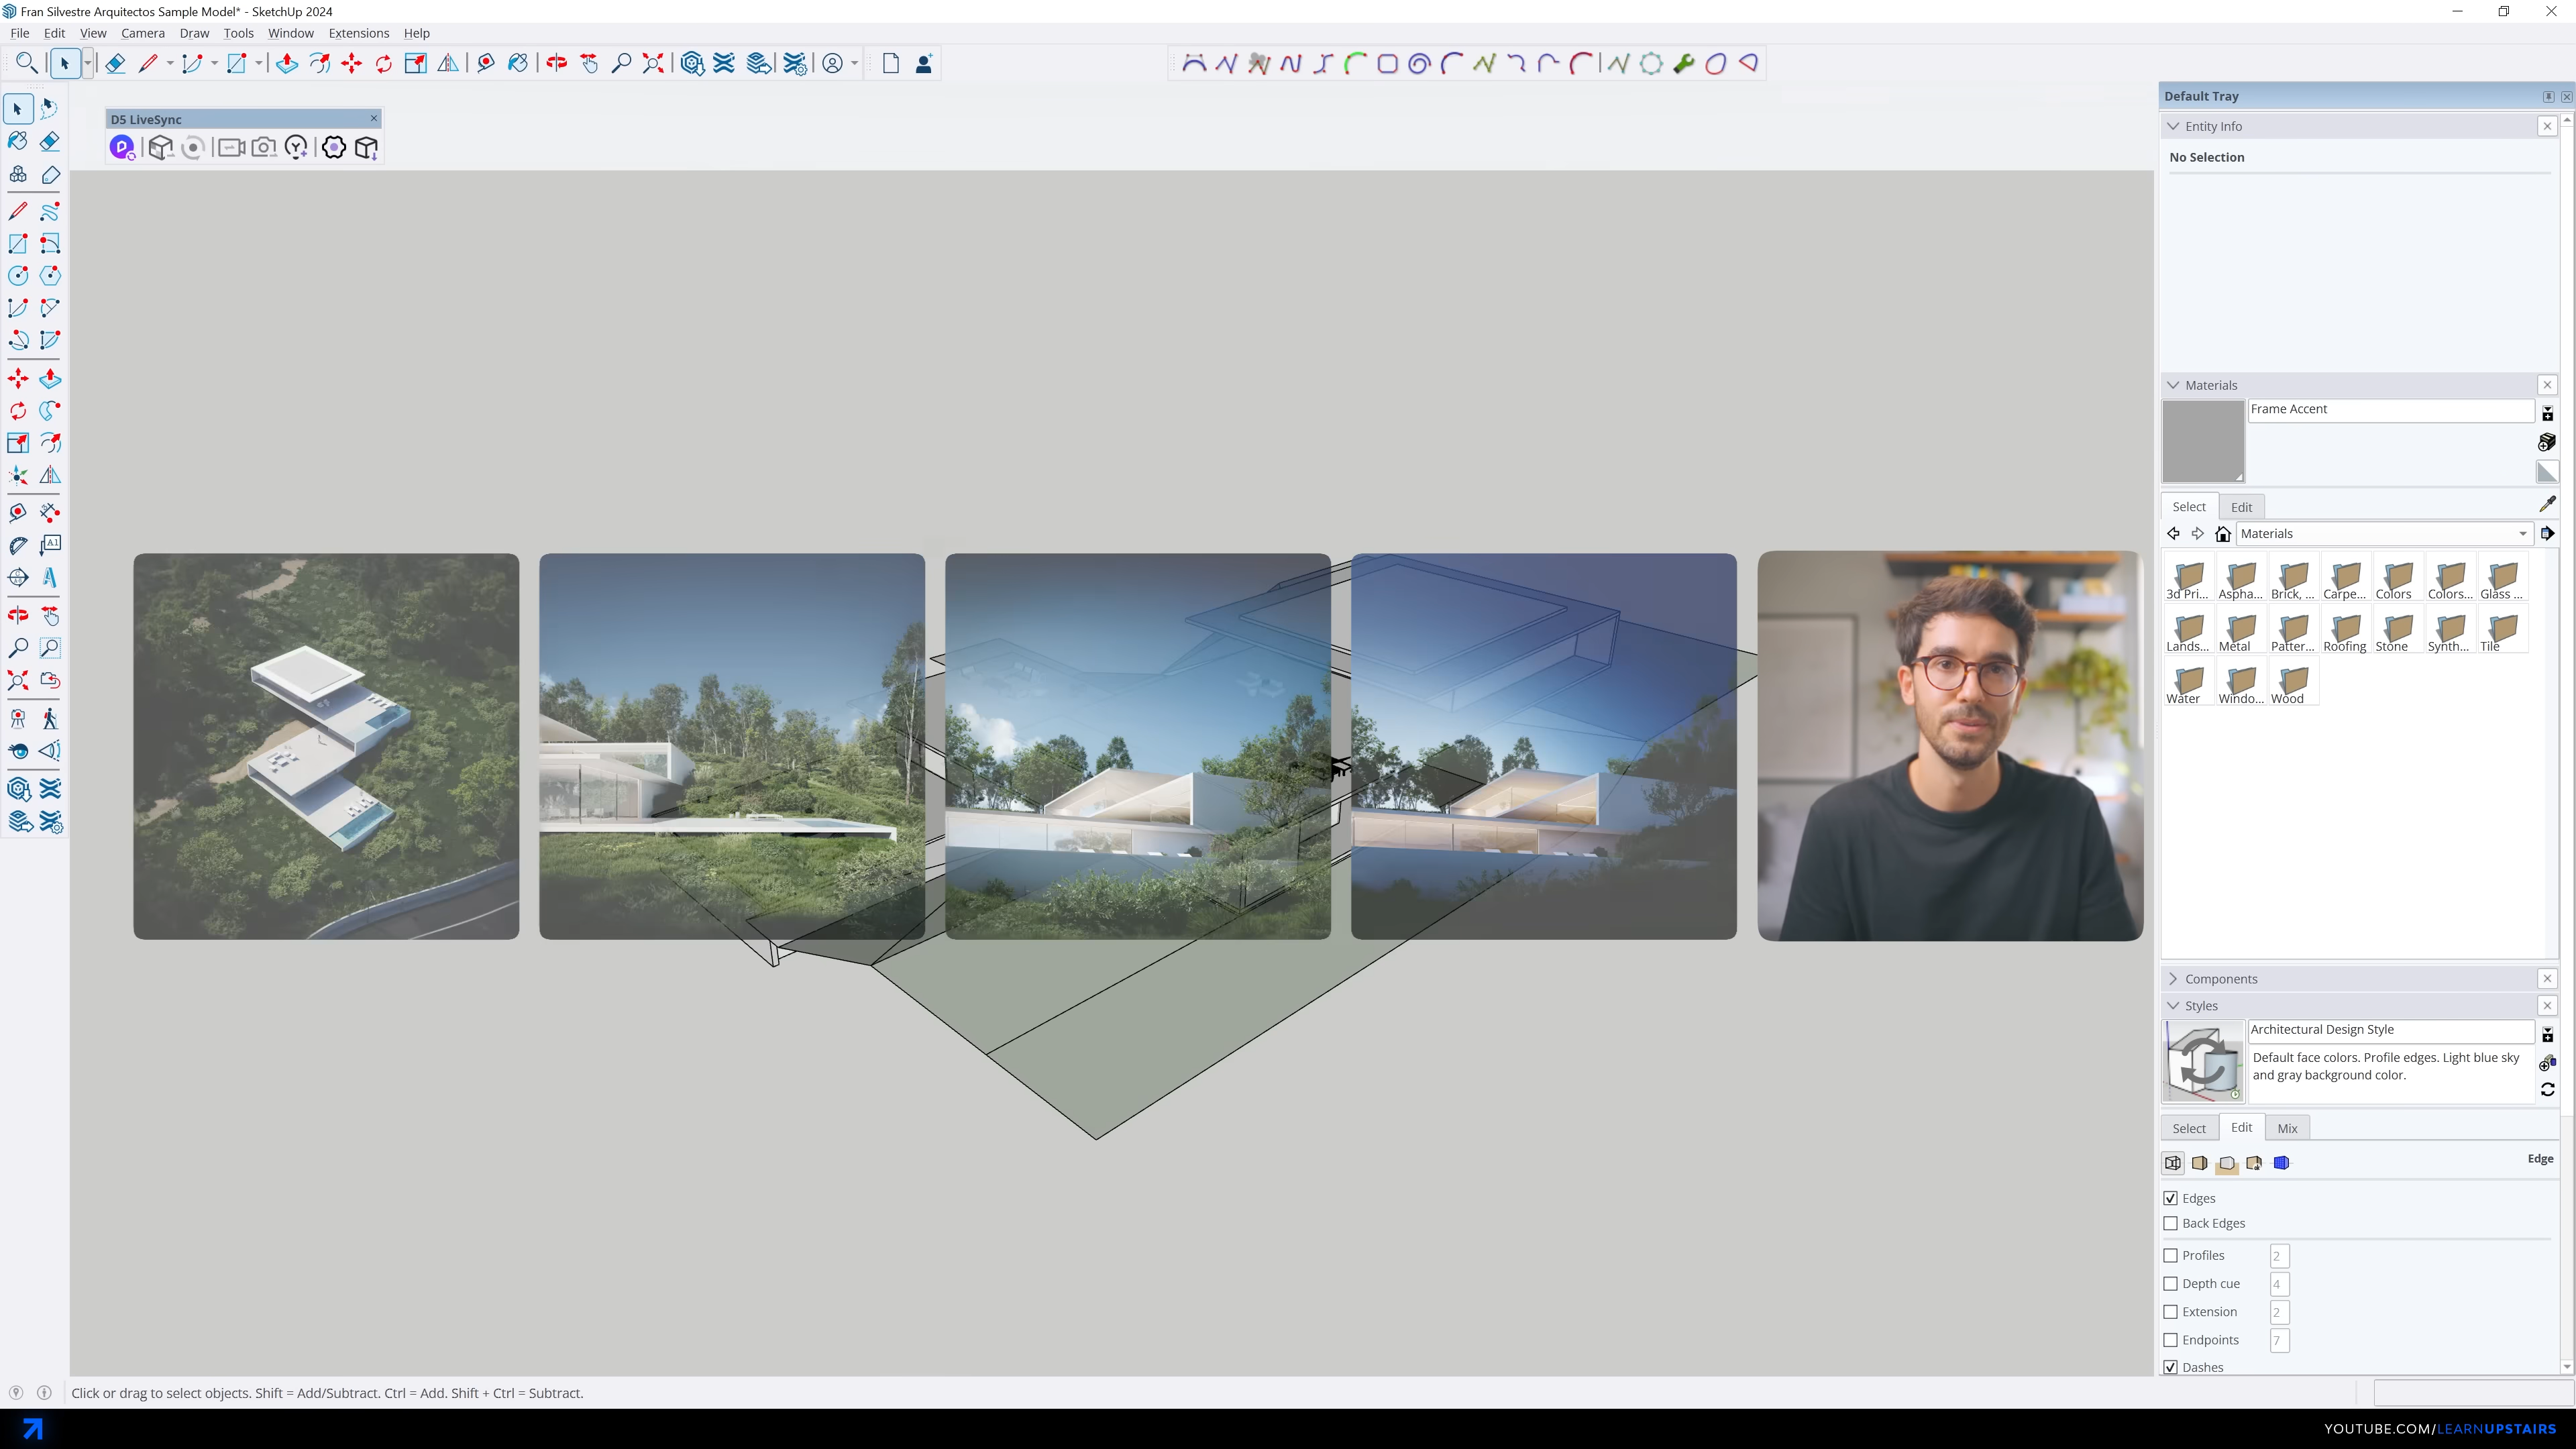 Fran Silvestre Arquitectos Sample Model* - SketchUp 2024
File Edit View Camera Draw Tools Window Extensions Help
D5 LiveSync
Default Tray
Entity Info
No Selection
Materials
Frame Accent
Select Edit
Materials
3d Pri... Aspha... Brick, ... Carpe... Colors Colors... Glass ...
Lands... Metal Patter... Roofing Stone Synth... Tile
Water Windo... Wood
Components
Styles
Architectural Design Style
Default face colors. Profile edges. Light blue sky
and gray background color.
Select Edit Mix
Edge
Edges
Back Edges
Profiles 2
Depth cue 4
Extension 2
Endpoints 7
Dashes
Click or drag to select objects. Shift = Add/Subtract. Ctrl = Add. Shift + Ctrl = Subtract.
YOUTUBE.COM/LEARNUPSTAIRS